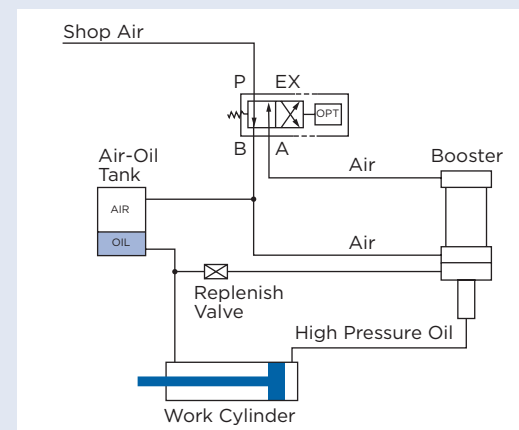 Shop Air
P EX
OPT
B A
Air-Oil
Tank
Air
Booster
AIR
OIL
Air
Replenish
Valve
High Pressure Oil
Work Cylinder